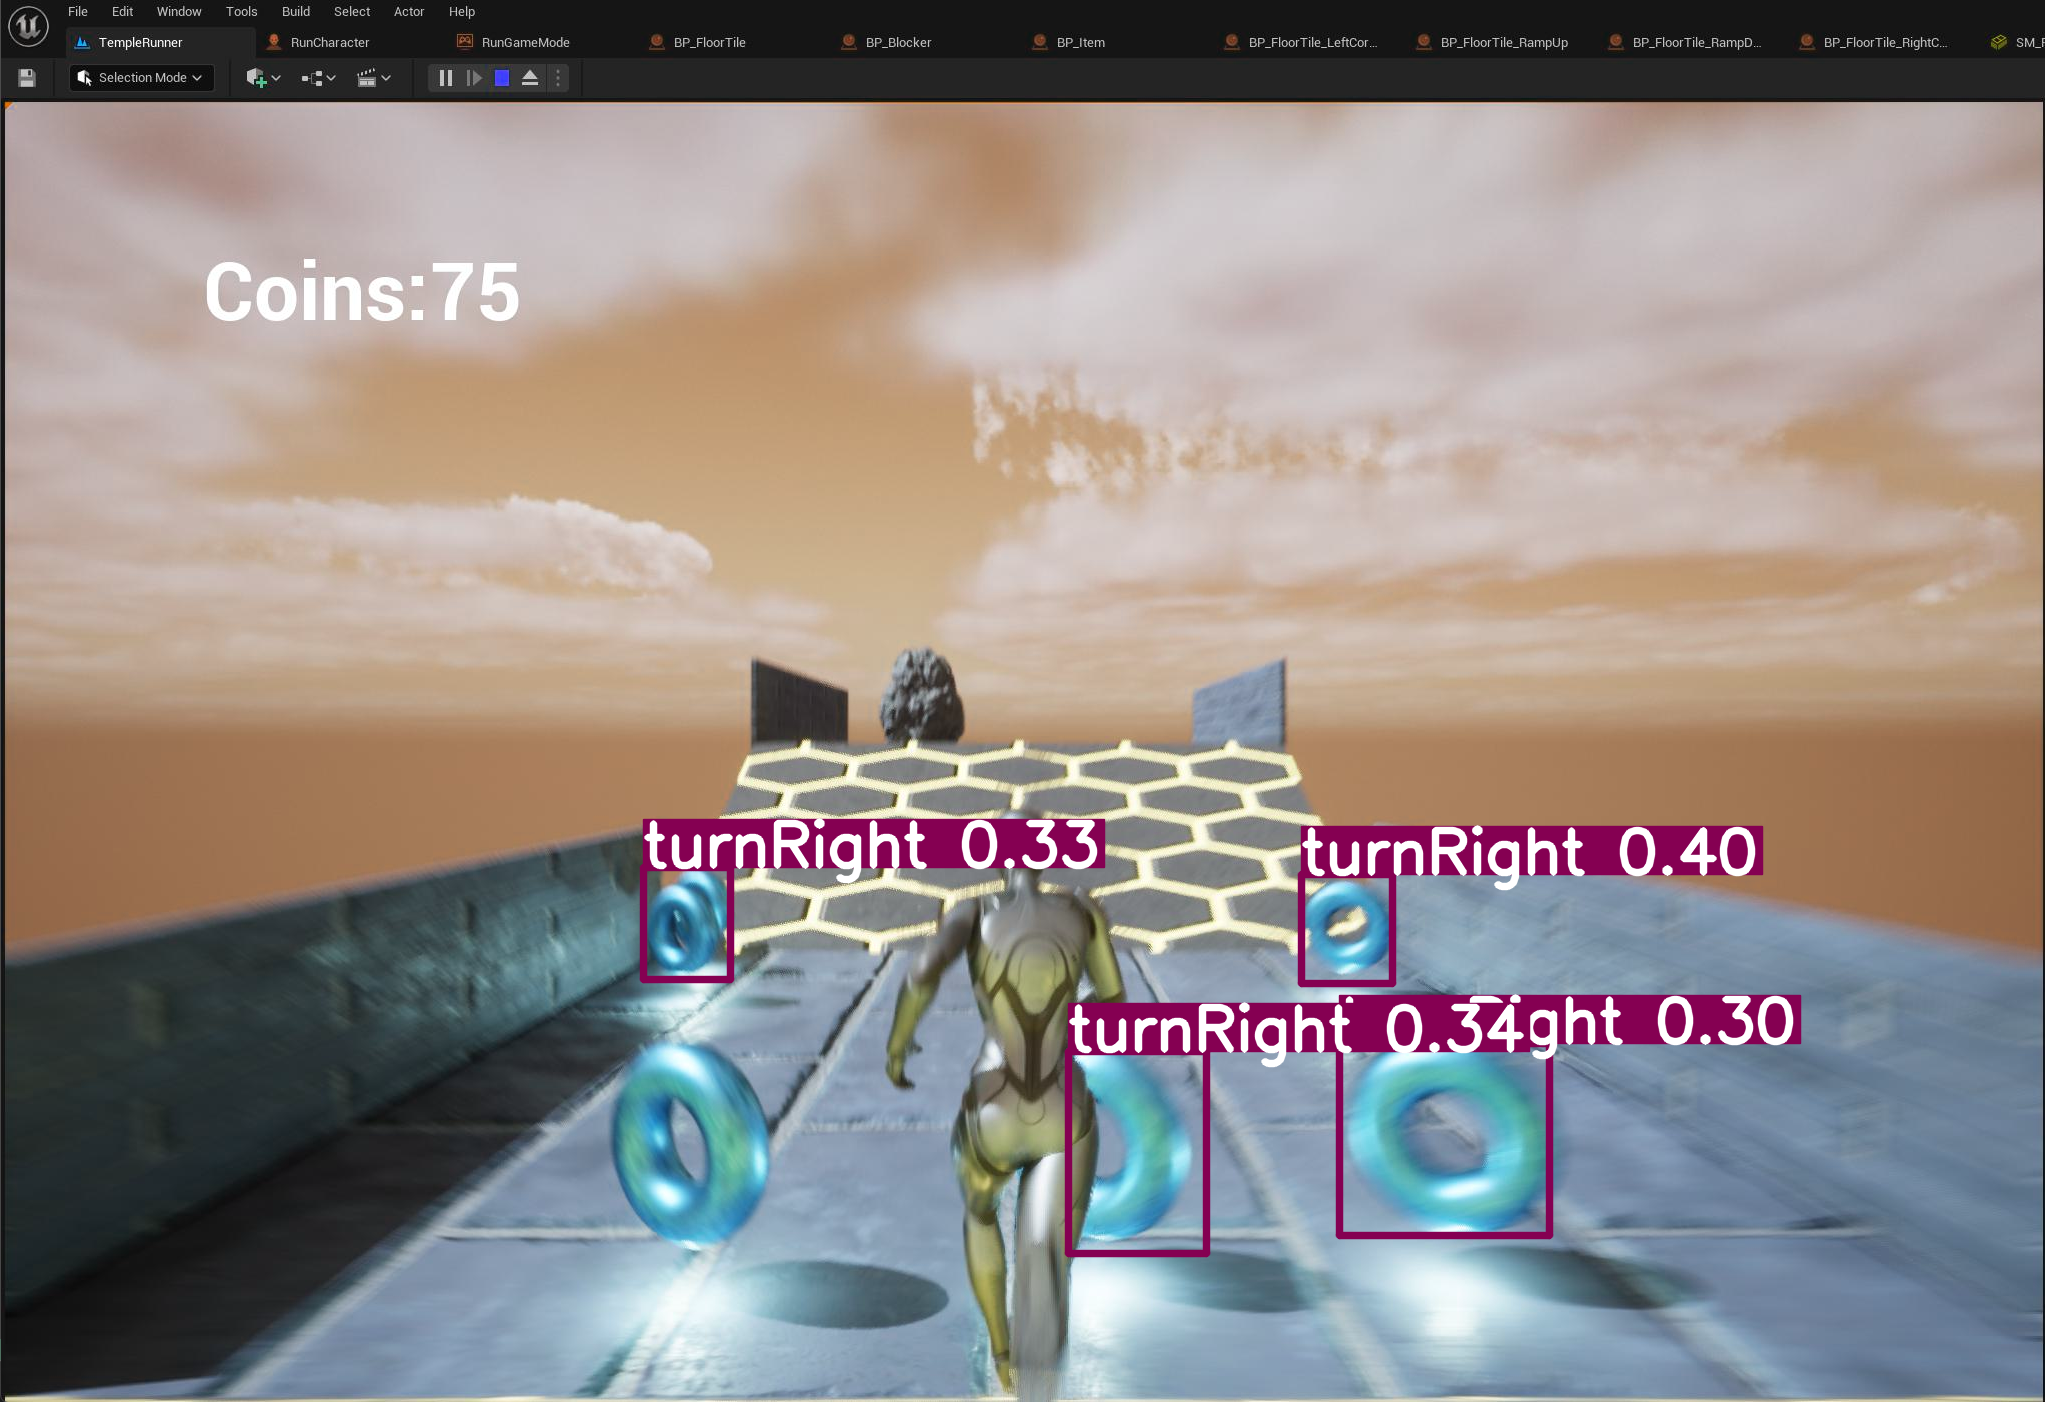 File Edit Window Tools Build Select Actor Help
TempleRunner RunCharacter RunGameMode BP_FloorTile BP_Blocker BP_Item BP_FloorTile_LeftCor... BP_FloorTile_RampUp BP_FloorTile_RampD... BP_FloorTile_RightC...
Selection Mode
Coins:75
turnRight 0.33
turnRight 0.40
turnRight 0.34
ght 0.30